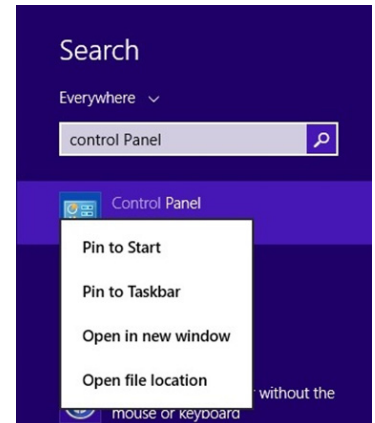 Search
Everywhere
control Panel
Control Panel
Pin to Start
Pin to Taskbar
Open in new window
Open file location
without the
mouse or keyboard